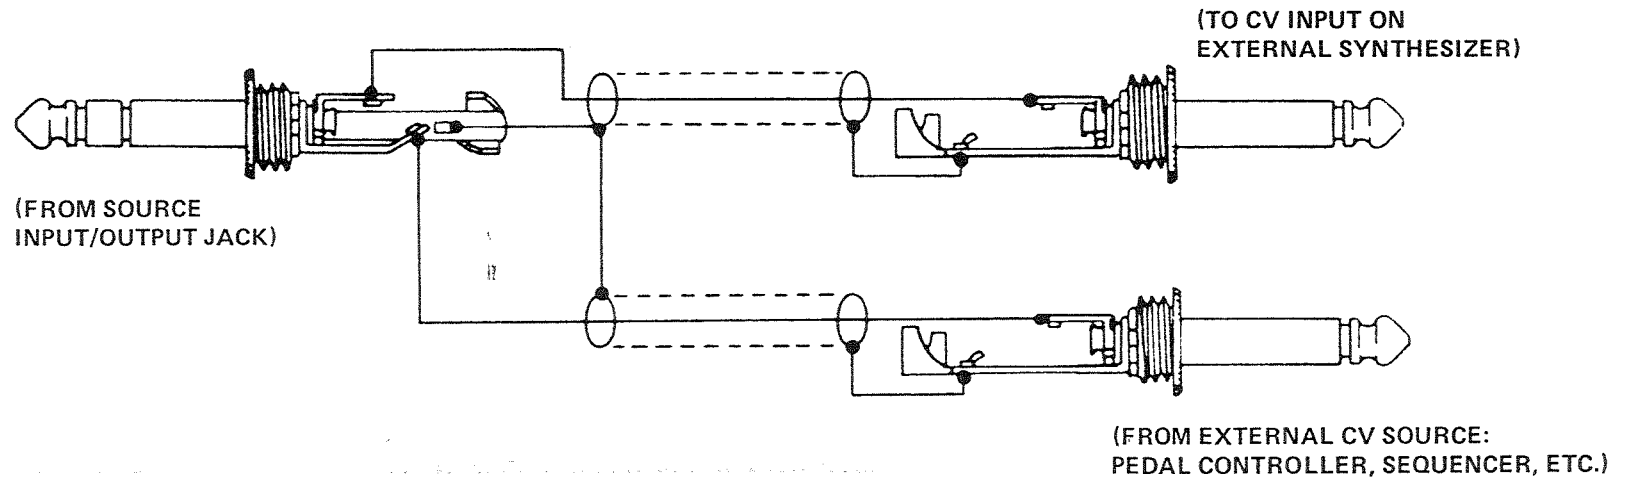 (TO CV INPUT ON
EXTERNAL SYNTHESIZER)
(FROM SOURCE
INPUT/OUTPUT JACK)
(FROM EXTERNAL CV SOURCE:
PEDAL CONTROLLER, SEQUENCER, ETC.)